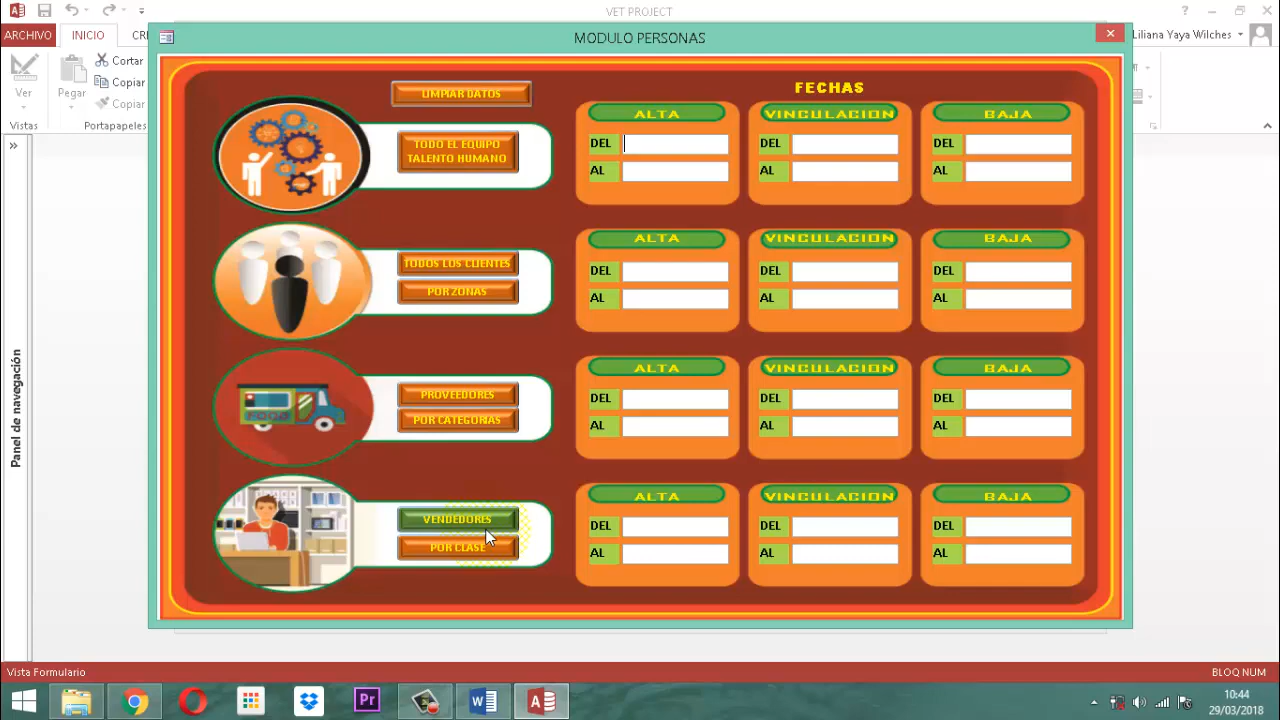 VET PROJECT
ARCHIVO
INICIO
CR
Liliana Yaya Wilches
Ver
Pegar
Cortar
Copiar
Copiar
Vistas
Portapapeles
MODULO PERSONAS
LIMPIAR DATOS
FECHAS
TODO EL EQUIPO
TALENTO HUMANO
ALTA
VINCULACION
BAJA
DEL
DEL
DEL
AL
AL
AL
TODOS LOS CLIENTES
POR ZONAS
ALTA
VINCULACION
BAJA
DEL
DEL
DEL
AL
AL
AL
FOOD
PROVEEDORES
POR CATEGORIAS
ALTA
VINCULACION
BAJA
DEL
DEL
DEL
AL
AL
AL
VENDEDORES
POR CLASE
ALTA
VINCULACION
BAJA
DEL
DEL
DEL
AL
AL
AL
Panel de navegación
Vista Formulario
BLOQ NUM
Pr
10:44
29/03/2018